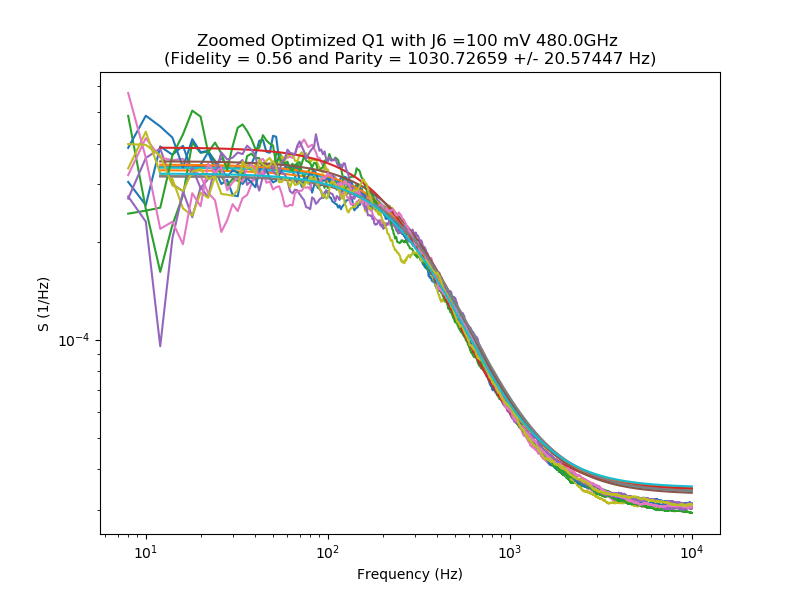 Zoomed Optimized Q1 with J6 =100 mV 480.0GHz
(Fidelity = 0.56 and Parity = 1030.72659 +/- 20.57447 Hz)
S (1/Hz)
10⁻⁴
10¹ 10² 10³ 10⁴
Frequency (Hz)